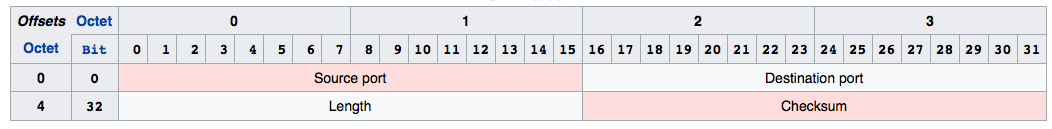 Offsets Octet 0 1 2 3
Octet Bit 0 1 2 3 4 5 6 7 8 9 10 11 12 13 14 15 16 17 18 19 20 21 22 23 24 25 26 27 28 29 30 31
0 0 Source port Destination port
4 32 Length Checksum